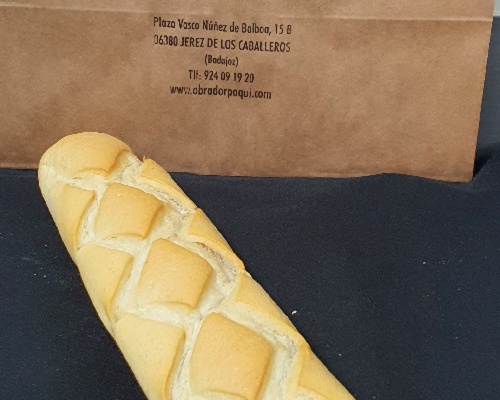 Plaza Vasco Núñez de Balboa, 15 B
06380 JEREZ DE LOS CABALLEROS
(Badajoz)
Tlf: 924 09 19 20
www.obradorpaqui.com